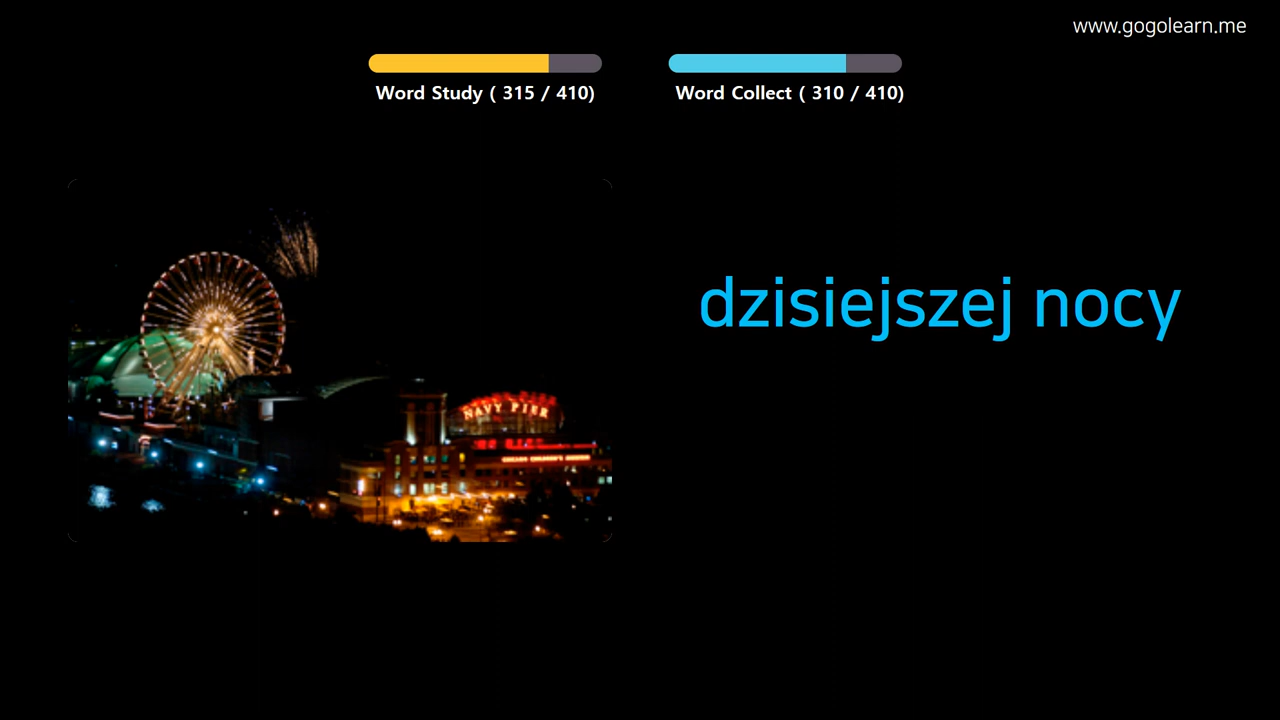 www.gogolearn.me
Word Study ( 315 / 410)
Word Collect ( 310 / 410)
dzisiejszej nocy
NAVY PIER